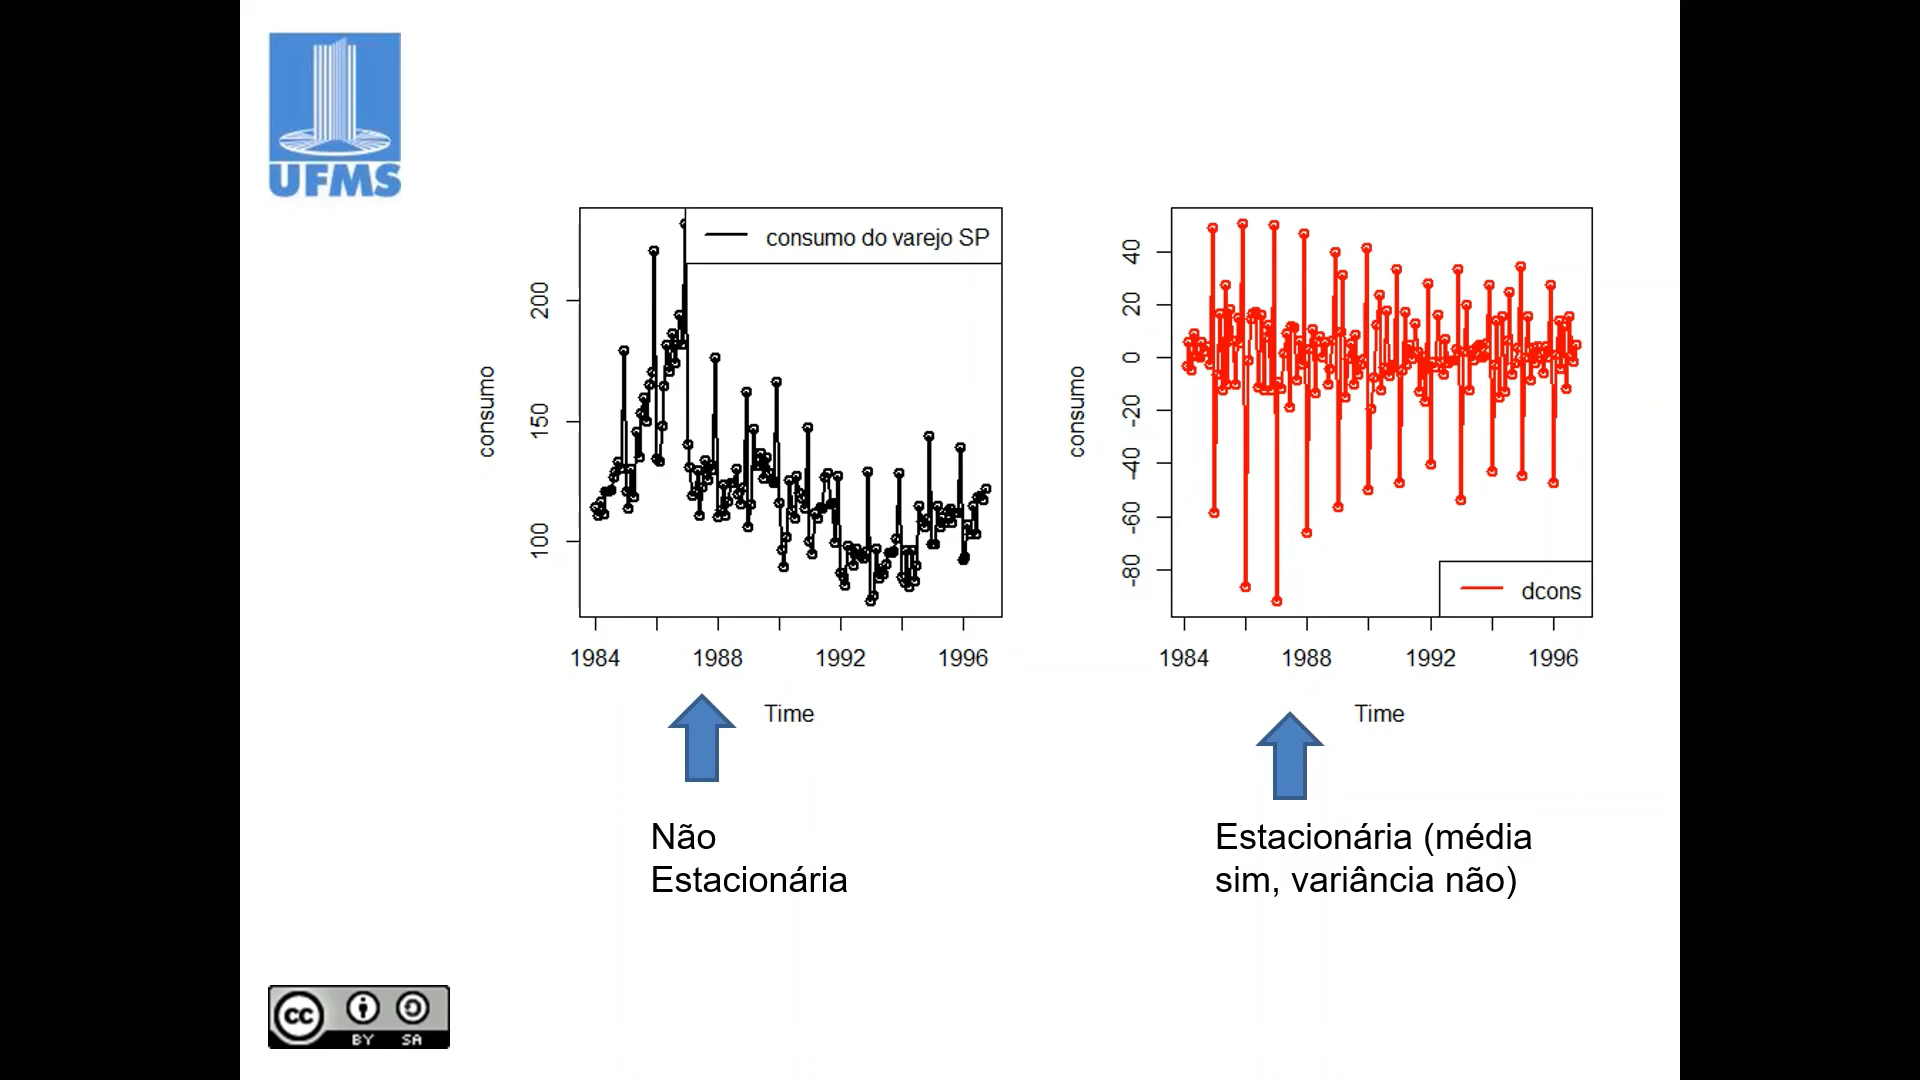 UFMS
consumo do varejo SP
consumo
200
150
100
1984 1988 1992 1996
Time
consumo
40
20
0
-20
-40
-60
-80
dcons
1984 1988 1992 1996
Time
Não
Estacionária
Estacionária (média
sim, variância não)
cc
BY SA